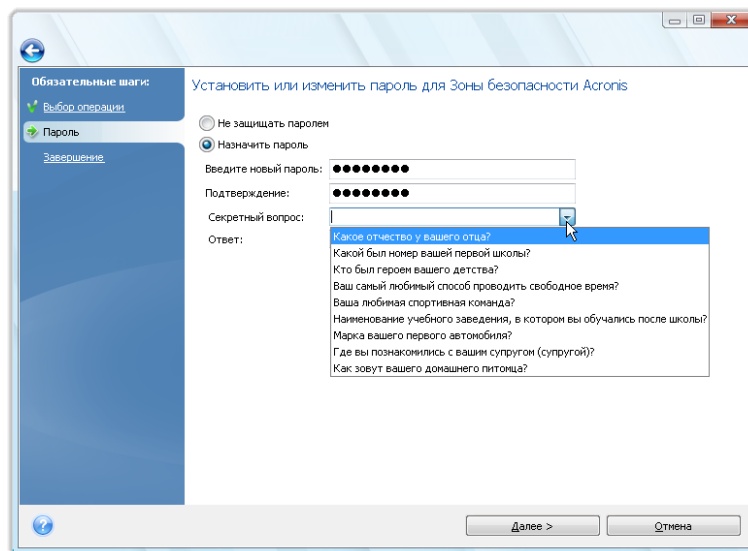 Обязательные шаги:
Выбор операции
Пароль
Завершение
Установить или изменить пароль для Зоны безопасности Acronis
Не защищать паролем
Назначить пароль
Введите новый пароль: ●●●●●●●●
Подтверждение: ●●●●●●●●
Секретный вопрос:
Ответ:
Какое отчество у вашего отца?
Какой был номер вашей первой школы?
Кто был героем вашего детства?
Ваш самый любимый способ проводить свободное время?
Ваша любимая спортивная команда?
Наименование учебного заведения, в котором вы обучались после школы?
Марка вашего первого автомобиля?
Где вы познакомились с вашим супругом (супругой)?
Как зовут вашего домашнего питомца?
Далее >
Отмена